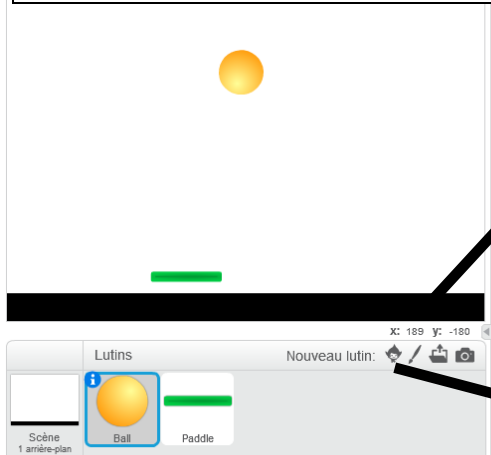 x: 189 y: -180
Lutins
Nouveau lutin:
Scène
1 arrière-plan
Ball
Paddle